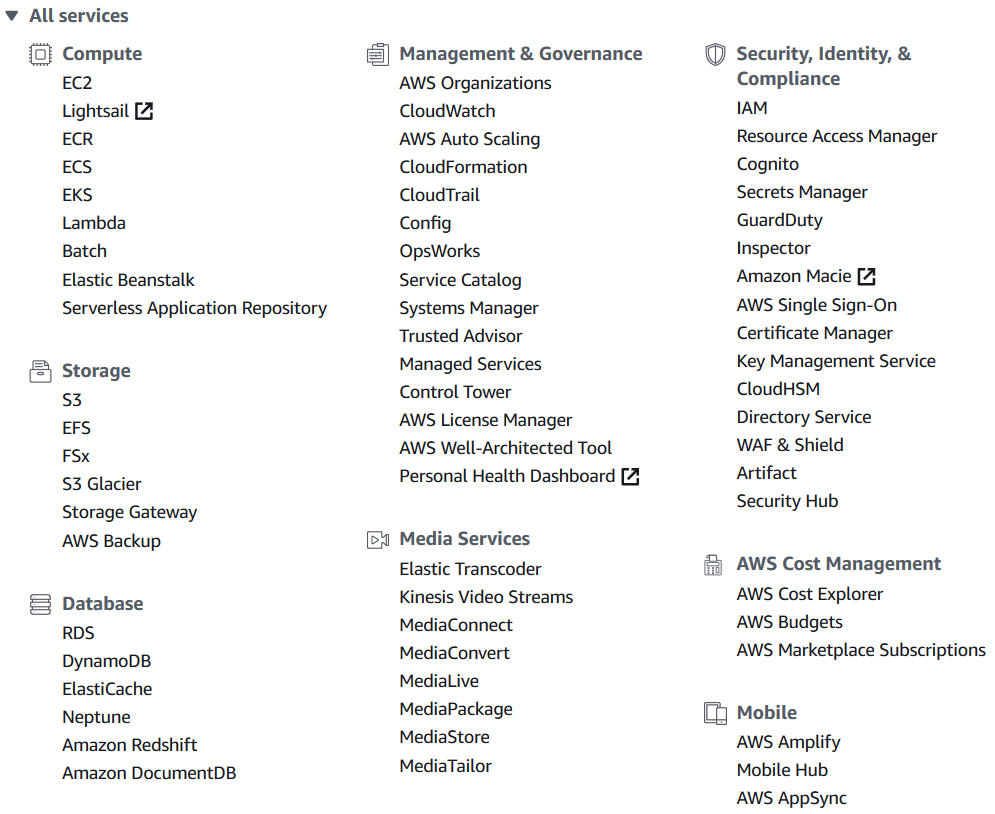 All services
Compute
EC2
Lightsail
ECR
ECS
EKS
Lambda
Batch
Elastic Beanstalk
Serverless Application Repository
Storage
S3
EFS
FSx
S3 Glacier
Storage Gateway
AWS Backup
Database
RDS
DynamoDB
ElastiCache
Neptune
Amazon Redshift
Amazon DocumentDB
Management & Governance
AWS Organizations
CloudWatch
AWS Auto Scaling
CloudFormation
CloudTrail
Config
OpsWorks
Service Catalog
Systems Manager
Trusted Advisor
Managed Services
Control Tower
AWS License Manager
AWS Well-Architected Tool
Personal Health Dashboard
Media Services
Elastic Transcoder
Kinesis Video Streams
MediaConnect
MediaConvert
MediaLive
MediaPackage
MediaStore
MediaTailor
Security, Identity, &
Compliance
IAM
Resource Access Manager
Cognito
Secrets Manager
GuardDuty
Inspector
Amazon Macie
AWS Single Sign-On
Certificate Manager
Key Management Service
CloudHSM
Directory Service
WAF & Shield
Artifact
Security Hub
AWS Cost Management
AWS Cost Explorer
AWS Budgets
AWS Marketplace Subscriptions
Mobile
AWS Amplify
Mobile Hub
AWS AppSync